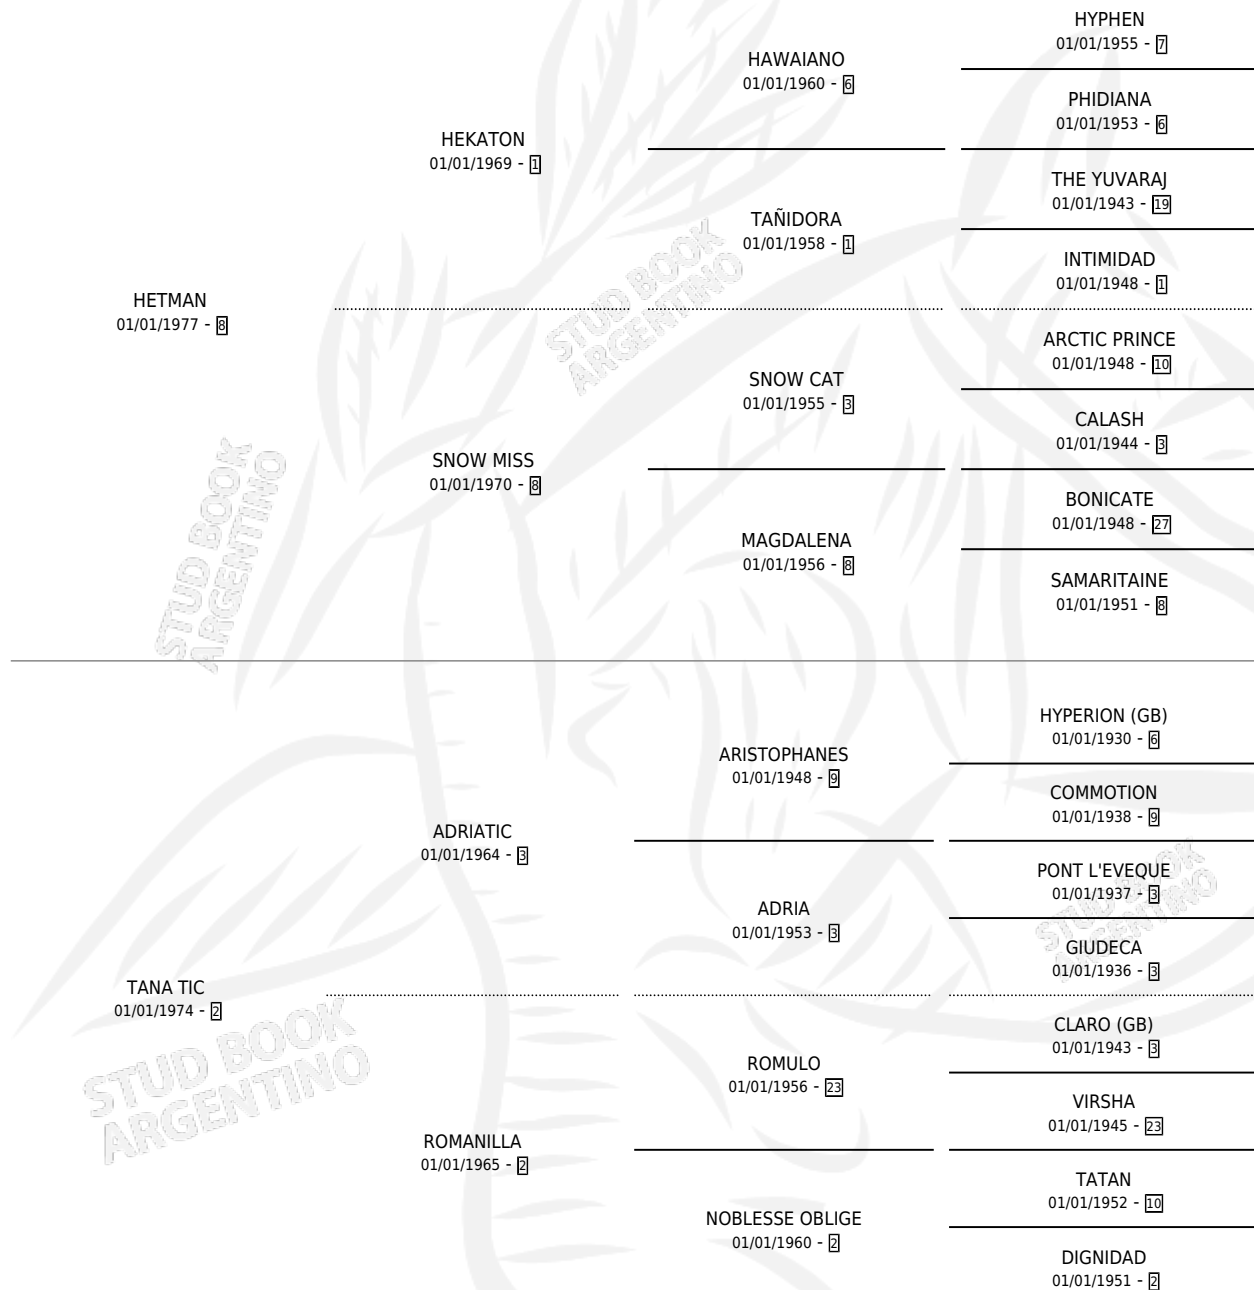 HYPHEN
01/01/1955 - 7
HAWAIANO
01/01/1960 - 6
PHIDIANA
01/01/1953 - 6
HEKATON
01/01/1969 - 1
THE YUVARAJ
01/01/1943 - 19
TAÑIDORA
01/01/1958 - 1
INTIMIDAD
01/01/1948 - 1
HETMAN
01/01/1977 - 8
ARCTIC PRINCE
01/01/1948 - 10
SNOW CAT
01/01/1955 - 3
CALASH
01/01/1944 - 3
SNOW MISS
01/01/1970 - 8
BONICATE
01/01/1948 - 27
MAGDALENA
01/01/1956 - 8
SAMARITAINE
01/01/1951 - 8
STUD BOOK
ARGENTINO
STUD BOOK
ARGENTINO
HYPERION (GB)
01/01/1930 - 6
ARISTOPHANES
01/01/1948 - 9
COMMOTION
01/01/1938 - 9
ADRIATIC
01/01/1964 - 3
PONT L'EVEQUE
01/01/1937 - 3
ADRIA
01/01/1953 - 3
GIUDECA
01/01/1936 - 3
TANA TIC
01/01/1974 - 2
CLARO (GB)
01/01/1943 - 3
ROMULO
01/01/1956 - 23
VIRSHA
01/01/1945 - 23
ROMANILLA
01/01/1965 - 2
TATAN
01/01/1952 - 10
NOBLESSE OBLIGE
01/01/1960 - 2
DIGNIDAD
01/01/1951 - 2
STUD BOOK
ARGENTINO
STUD BOOK
ARGENTINO